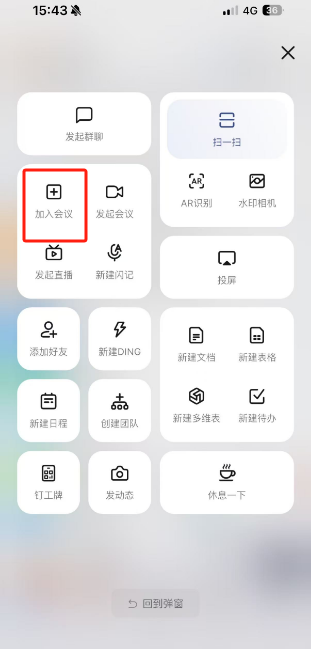 15:43 4G 36
发起群聊
扫一扫
加入会议 发起会议
AR
AR识别 水印相机
发起直播 新建闪记
投屏
添加好友 新建DING
新建文档 新建表格
新建日程 创建团队
新建多维表 新建待办
钉工牌 发动态 休息一下
回到弹窗